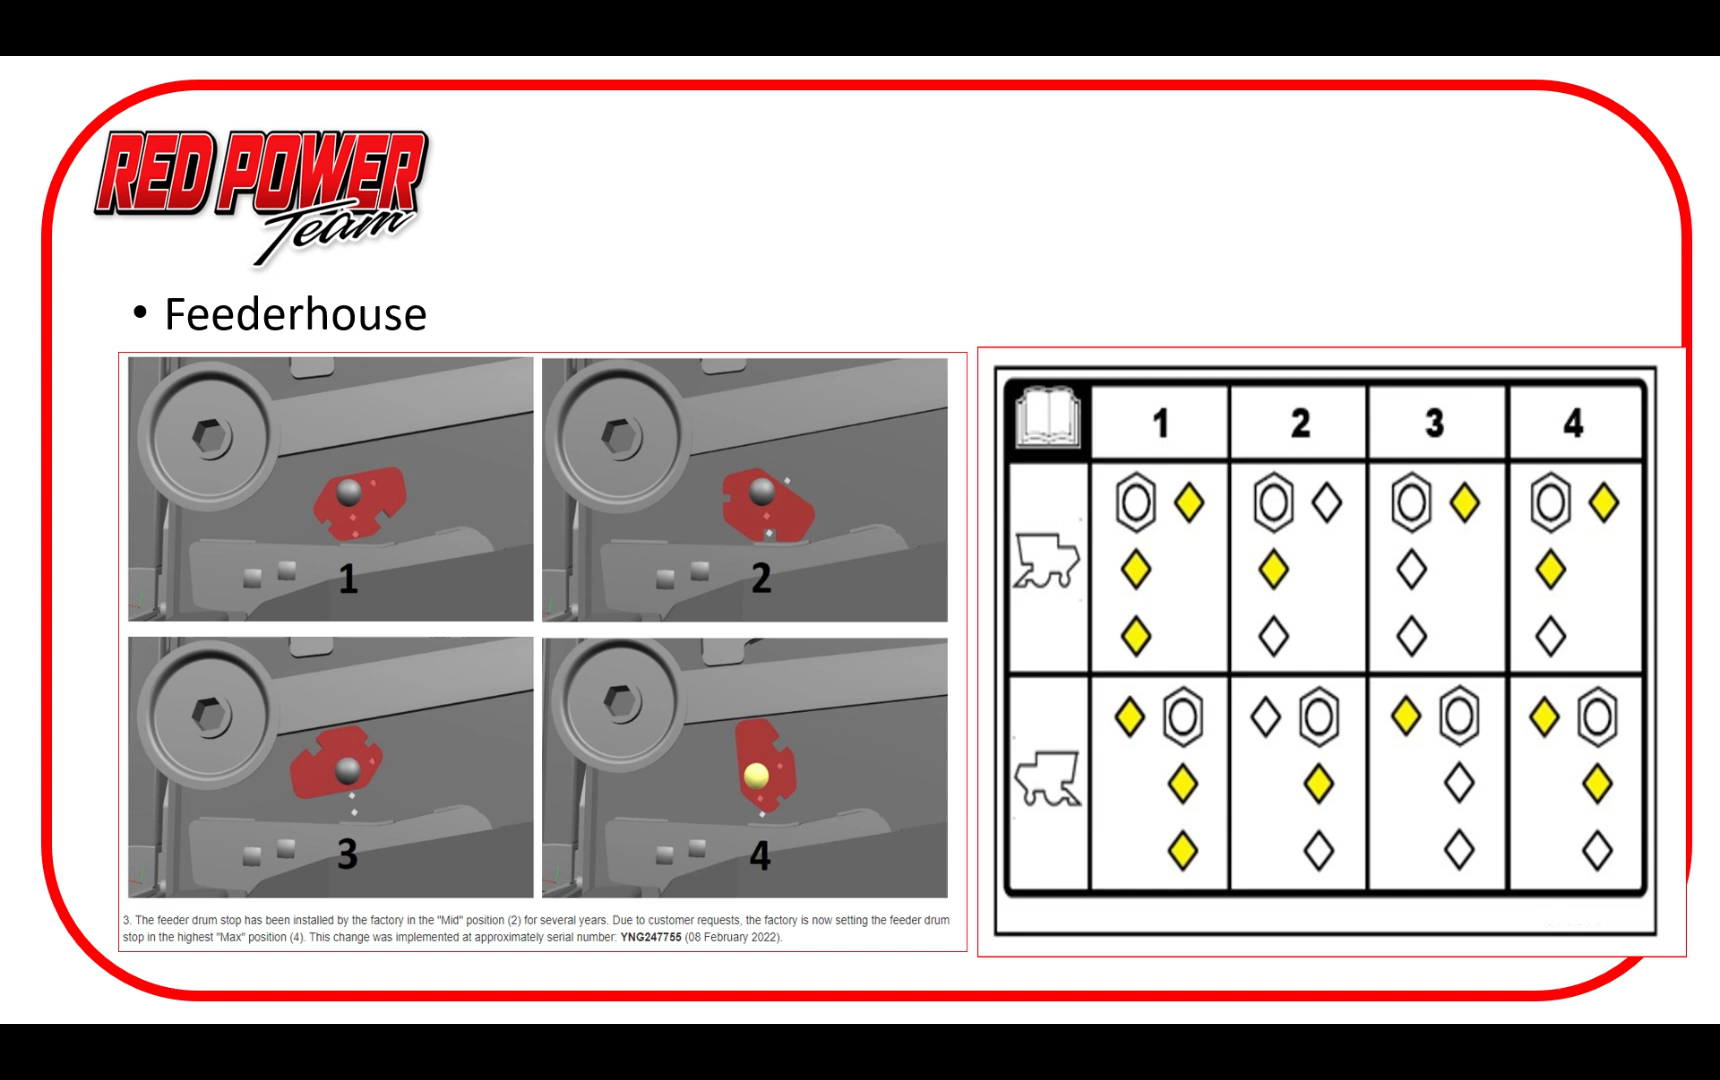 RED POWER
Team
• Feederhouse
1
2
3
4
3. The feeder drum stop has been installed by the factory in the "Mid" position (2) for several years. Due to customer requests, the factory is now setting the feeder drum
stop in the highest "Max" position (4). This change was implemented at approximately serial number: YNG247755 (08 February 2022).
1 2 3 4